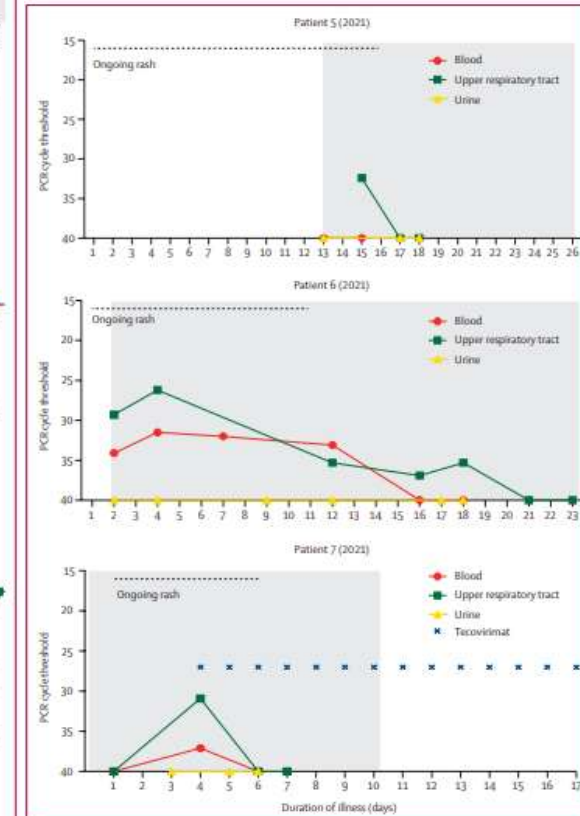 Patient 5 (2021)
15
20
25
30
35
40
PCR cycle threshold
Ongoing rash
Blood
Upper respiratory tract
Urine
1 2 3 4 5 6 7 8 9 10 11 12 13 14 15 16 17 18 19 20 21 22 23 24 25 26
Patient 6 (2021)
15
20
25
30
35
40
PCR cycle threshold
Ongoing rash
Blood
Upper respiratory tract
Urine
1 2 3 4 5 6 7 8 9 10 11 12 13 14 15 16 17 18 19 20 21 22 23
Patient 7 (2021)
15
20
25
30
35
40
PCR cycle threshold
Ongoing rash
Blood
Upper respiratory tract
Urine
Tecovirimat
1 2 3 4 5 6 7 8 9 10 11 12 13 14 15 16 17
Duration of illness (days)